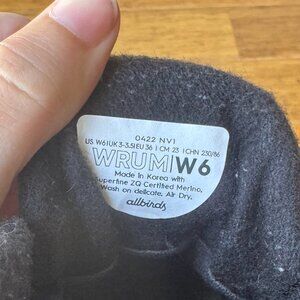 0422 NV1
US W6 | UK 3-3.5 | EU 36 | CM 23 | CHN 230/86
WRUM | W6
Made in Korea with
Superfine ZQ Certified Merino.
Wash on delicate. Air Dry.
allbirds